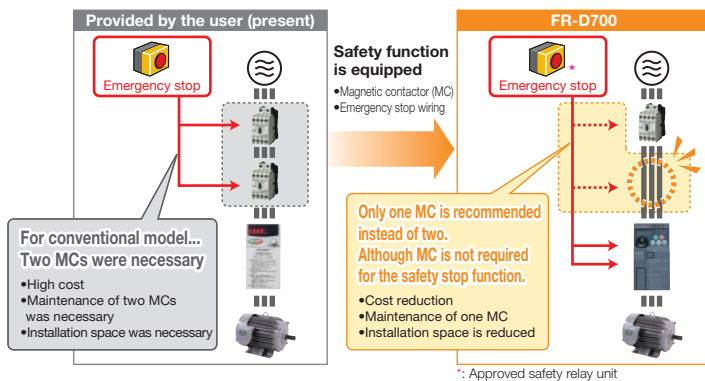 Provided by the user (present)
Emergency stop
For conventional model...
Two MCs were necessary
•High cost
•Maintenance of two MCs
was necessary
•Installation space was necessary
Safety function
is equipped
•Magnetic contactor (MC)
•Emergency stop wiring
FR-D700
*
Emergency stop
Only one MC is recommended
instead of two.
Although MC is not required
for the safety stop function.
•Cost reduction
•Maintenance of one MC
•Installation space is reduced
*: Approved safety relay unit